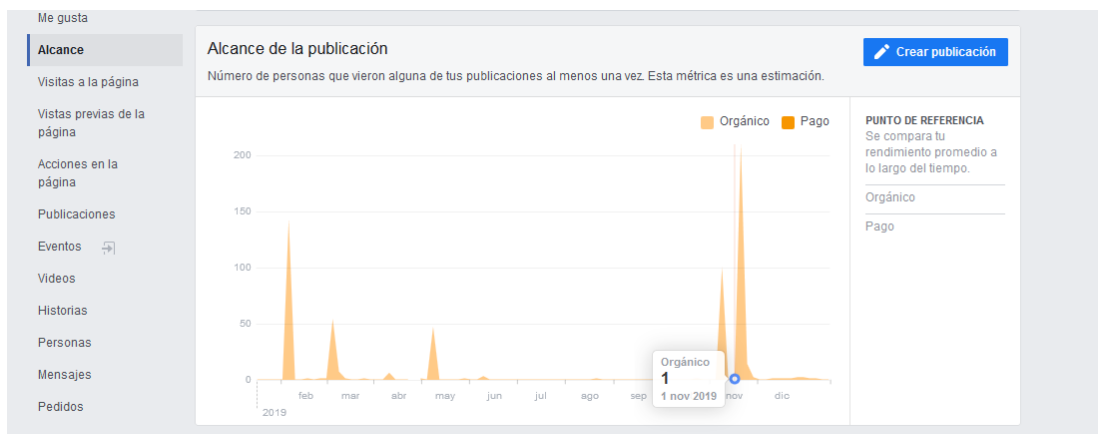 Me gusta
Alcance
Visitas a la página
Vistas previas de la
página
Acciones en la
página
Publicaciones
Eventos
Videos
Historias
Personas
Mensajes
Pedidos
Alcance de la publicación
Número de personas que vieron alguna de tus publicaciones al menos una vez. Esta métrica es una estimación.
Crear publicación
Orgánico Pago
200
150
100
50
0
feb mar abr may jun jul ago sep nov dic
2019
Orgánico
1
1 nov 2019
PUNTO DE REFERENCIA
Se compara tu
rendimiento promedio a
lo largo del tiempo.
Orgánico
Pago